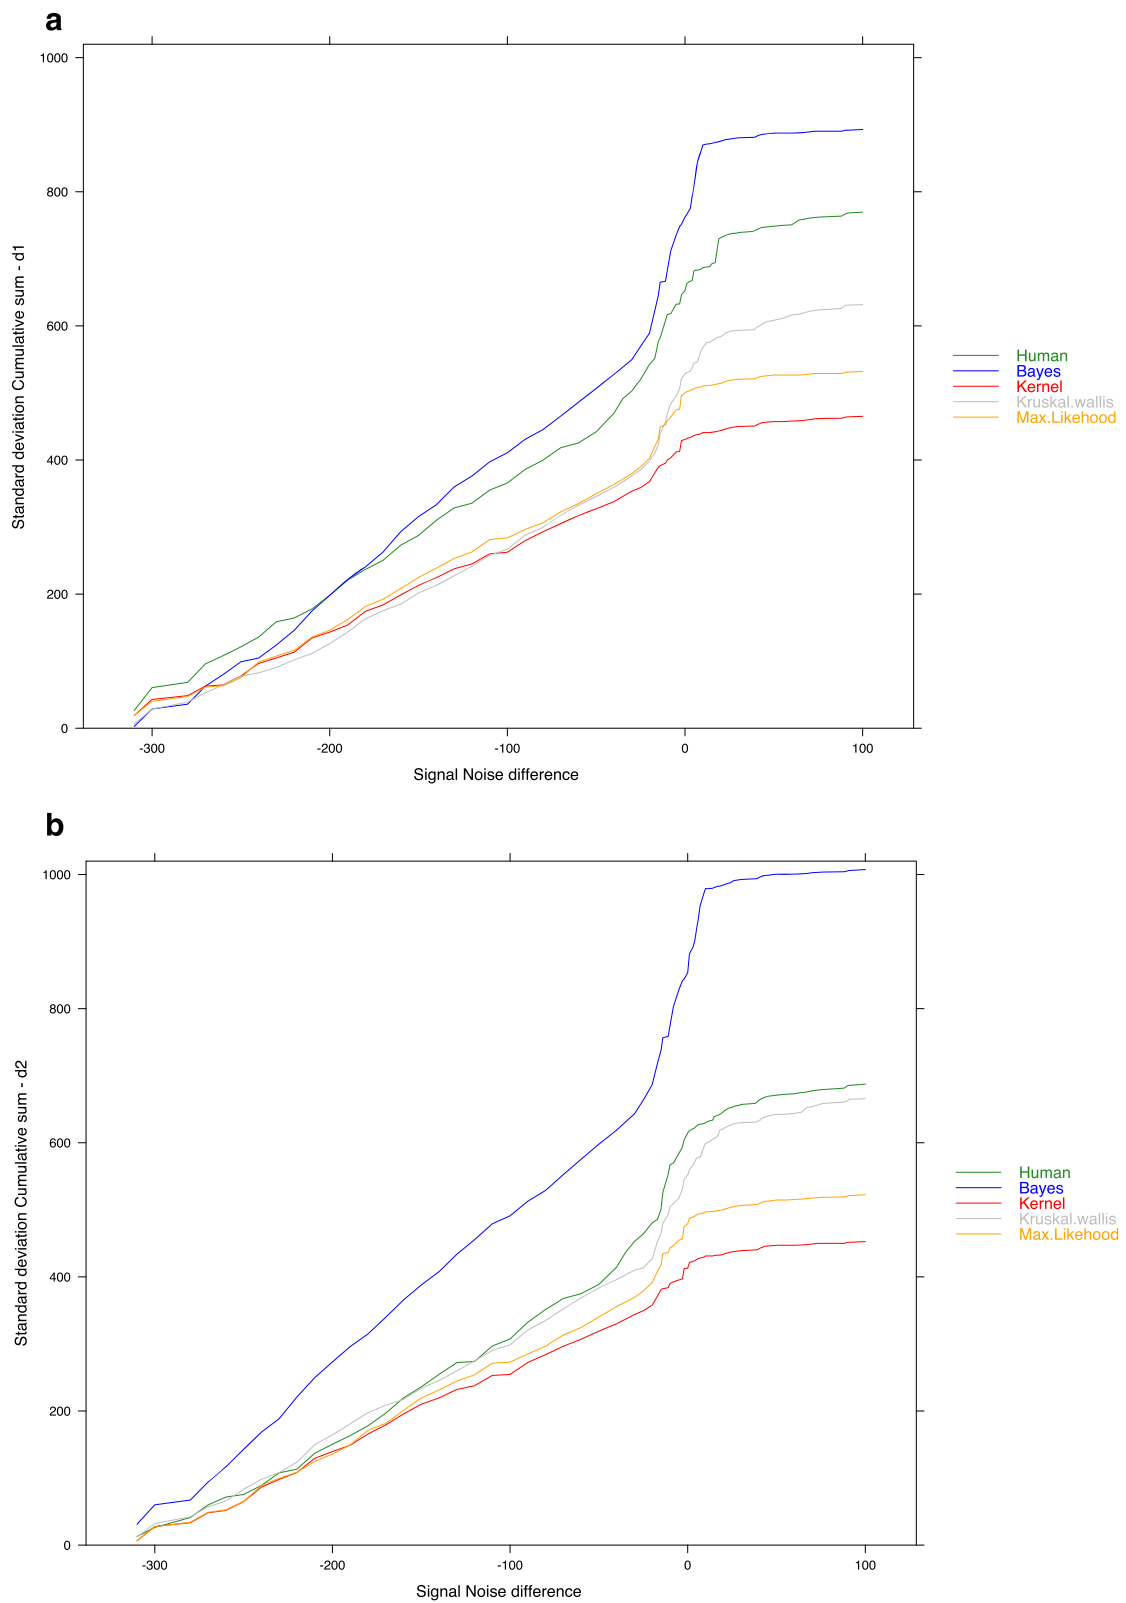 a
1000
800
600
400
200
0
-300 -200 -100 0 100
Standard deviation Cumulative sum - d1
Signal Noise difference
Human
Bayes
Kernel
Kruskal.wallis
Max.Likehood
b
1000
800
600
400
200
0
-300 -200 -100 0 100
Standard deviation Cumulative sum - d2
Signal Noise difference
Human
Bayes
Kernel
Kruskal.wallis
Max.Likehood